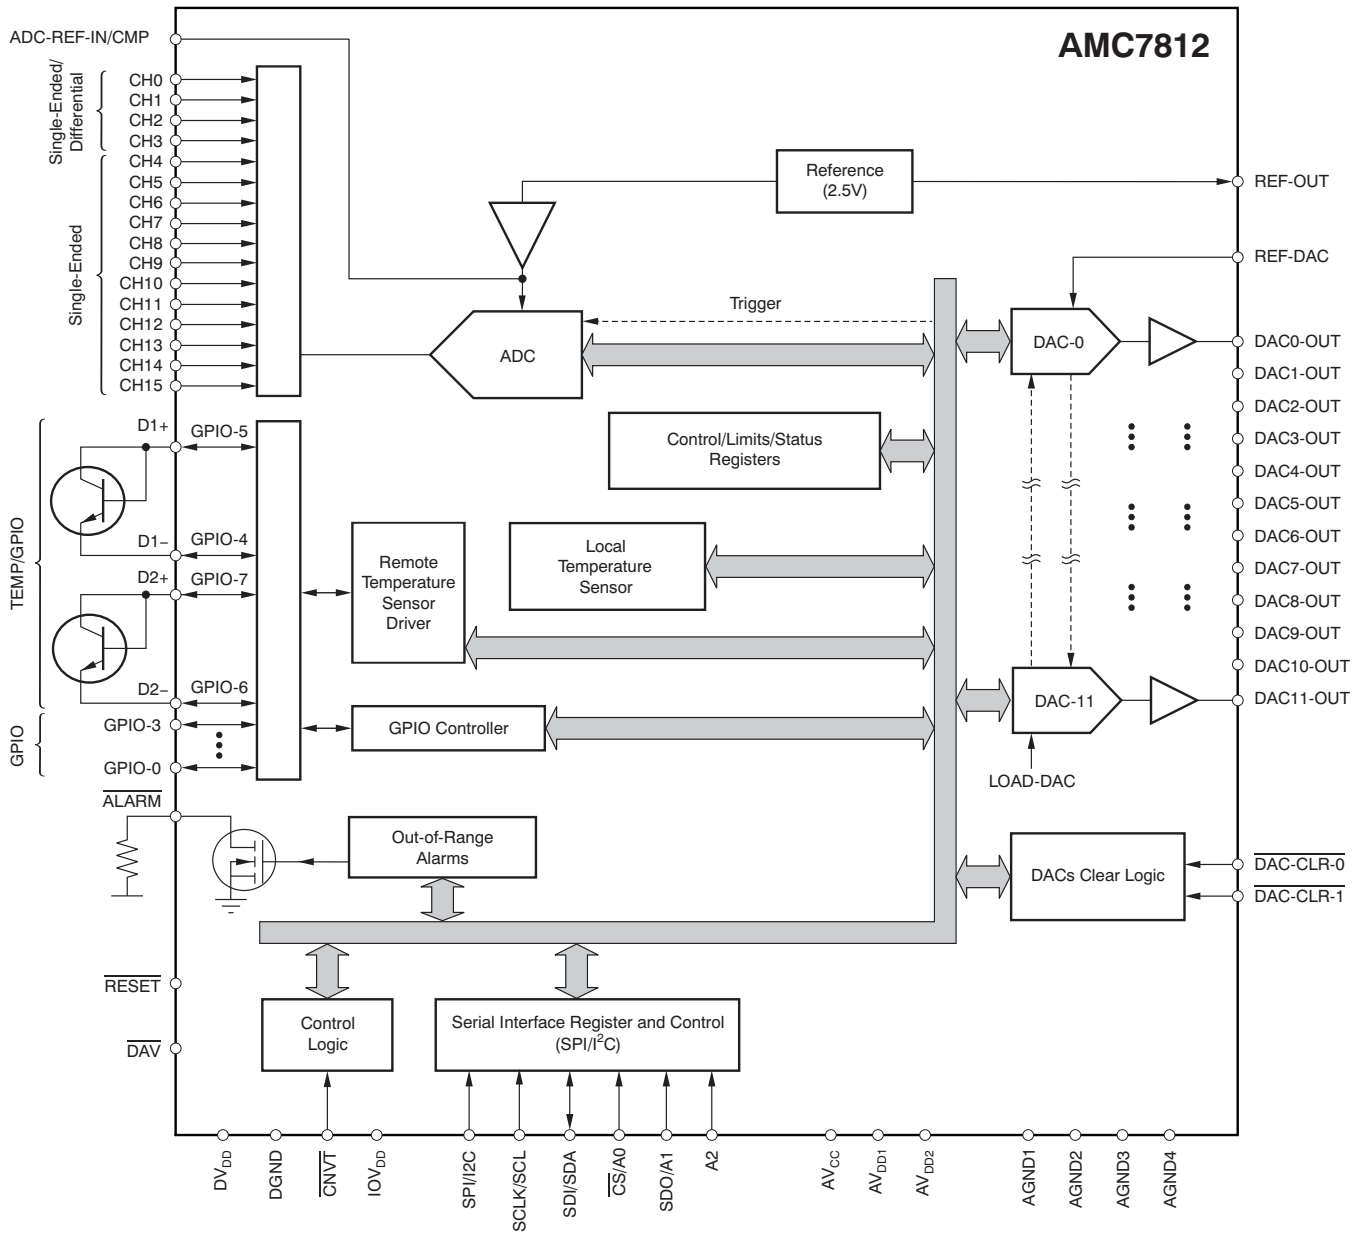 AMC7812
ADC-REF-IN/CMP
Single-Ended/
Differential
CH0
CH1
CH2
CH3
Single-Ended
CH4
CH5
CH6
CH7
CH8
CH9
CH10
CH11
CH12
CH13
CH14
CH15
Reference
(2.5V)
REF-OUT
REF-DAC
Trigger
ADC
DAC-0
DAC0-OUT
DAC1-OUT
DAC2-OUT
DAC3-OUT
DAC4-OUT
DAC5-OUT
DAC6-OUT
DAC7-OUT
DAC8-OUT
DAC9-OUT
DAC10-OUT
DAC11-OUT
DAC-11
LOAD-DAC
Control/Limits/Status
Registers
Local
Temperature
Sensor
Remote
Temperature
Sensor
Driver
GPIO Controller
TEMP/GPIO
D1+
GPIO-5
D1−
GPIO-4
D2+
GPIO-7
D2−
GPIO-6
GPIO
GPIO-3
GPIO-0
ALARM
Out-of-Range
Alarms
DACs Clear Logic
DAC-CLR-0
DAC-CLR-1
RESET
DAV
Control
Logic
Serial Interface Register and Control
(SPI/I²C)
DVDD
DGND
CNVT
IOVDD
SPI/I2C
SCLK/SCL
SDI/SDA
CS/A0
SDO/A1
A2
AVCC
AVDD1
AVDD2
AGND1
AGND2
AGND3
AGND4